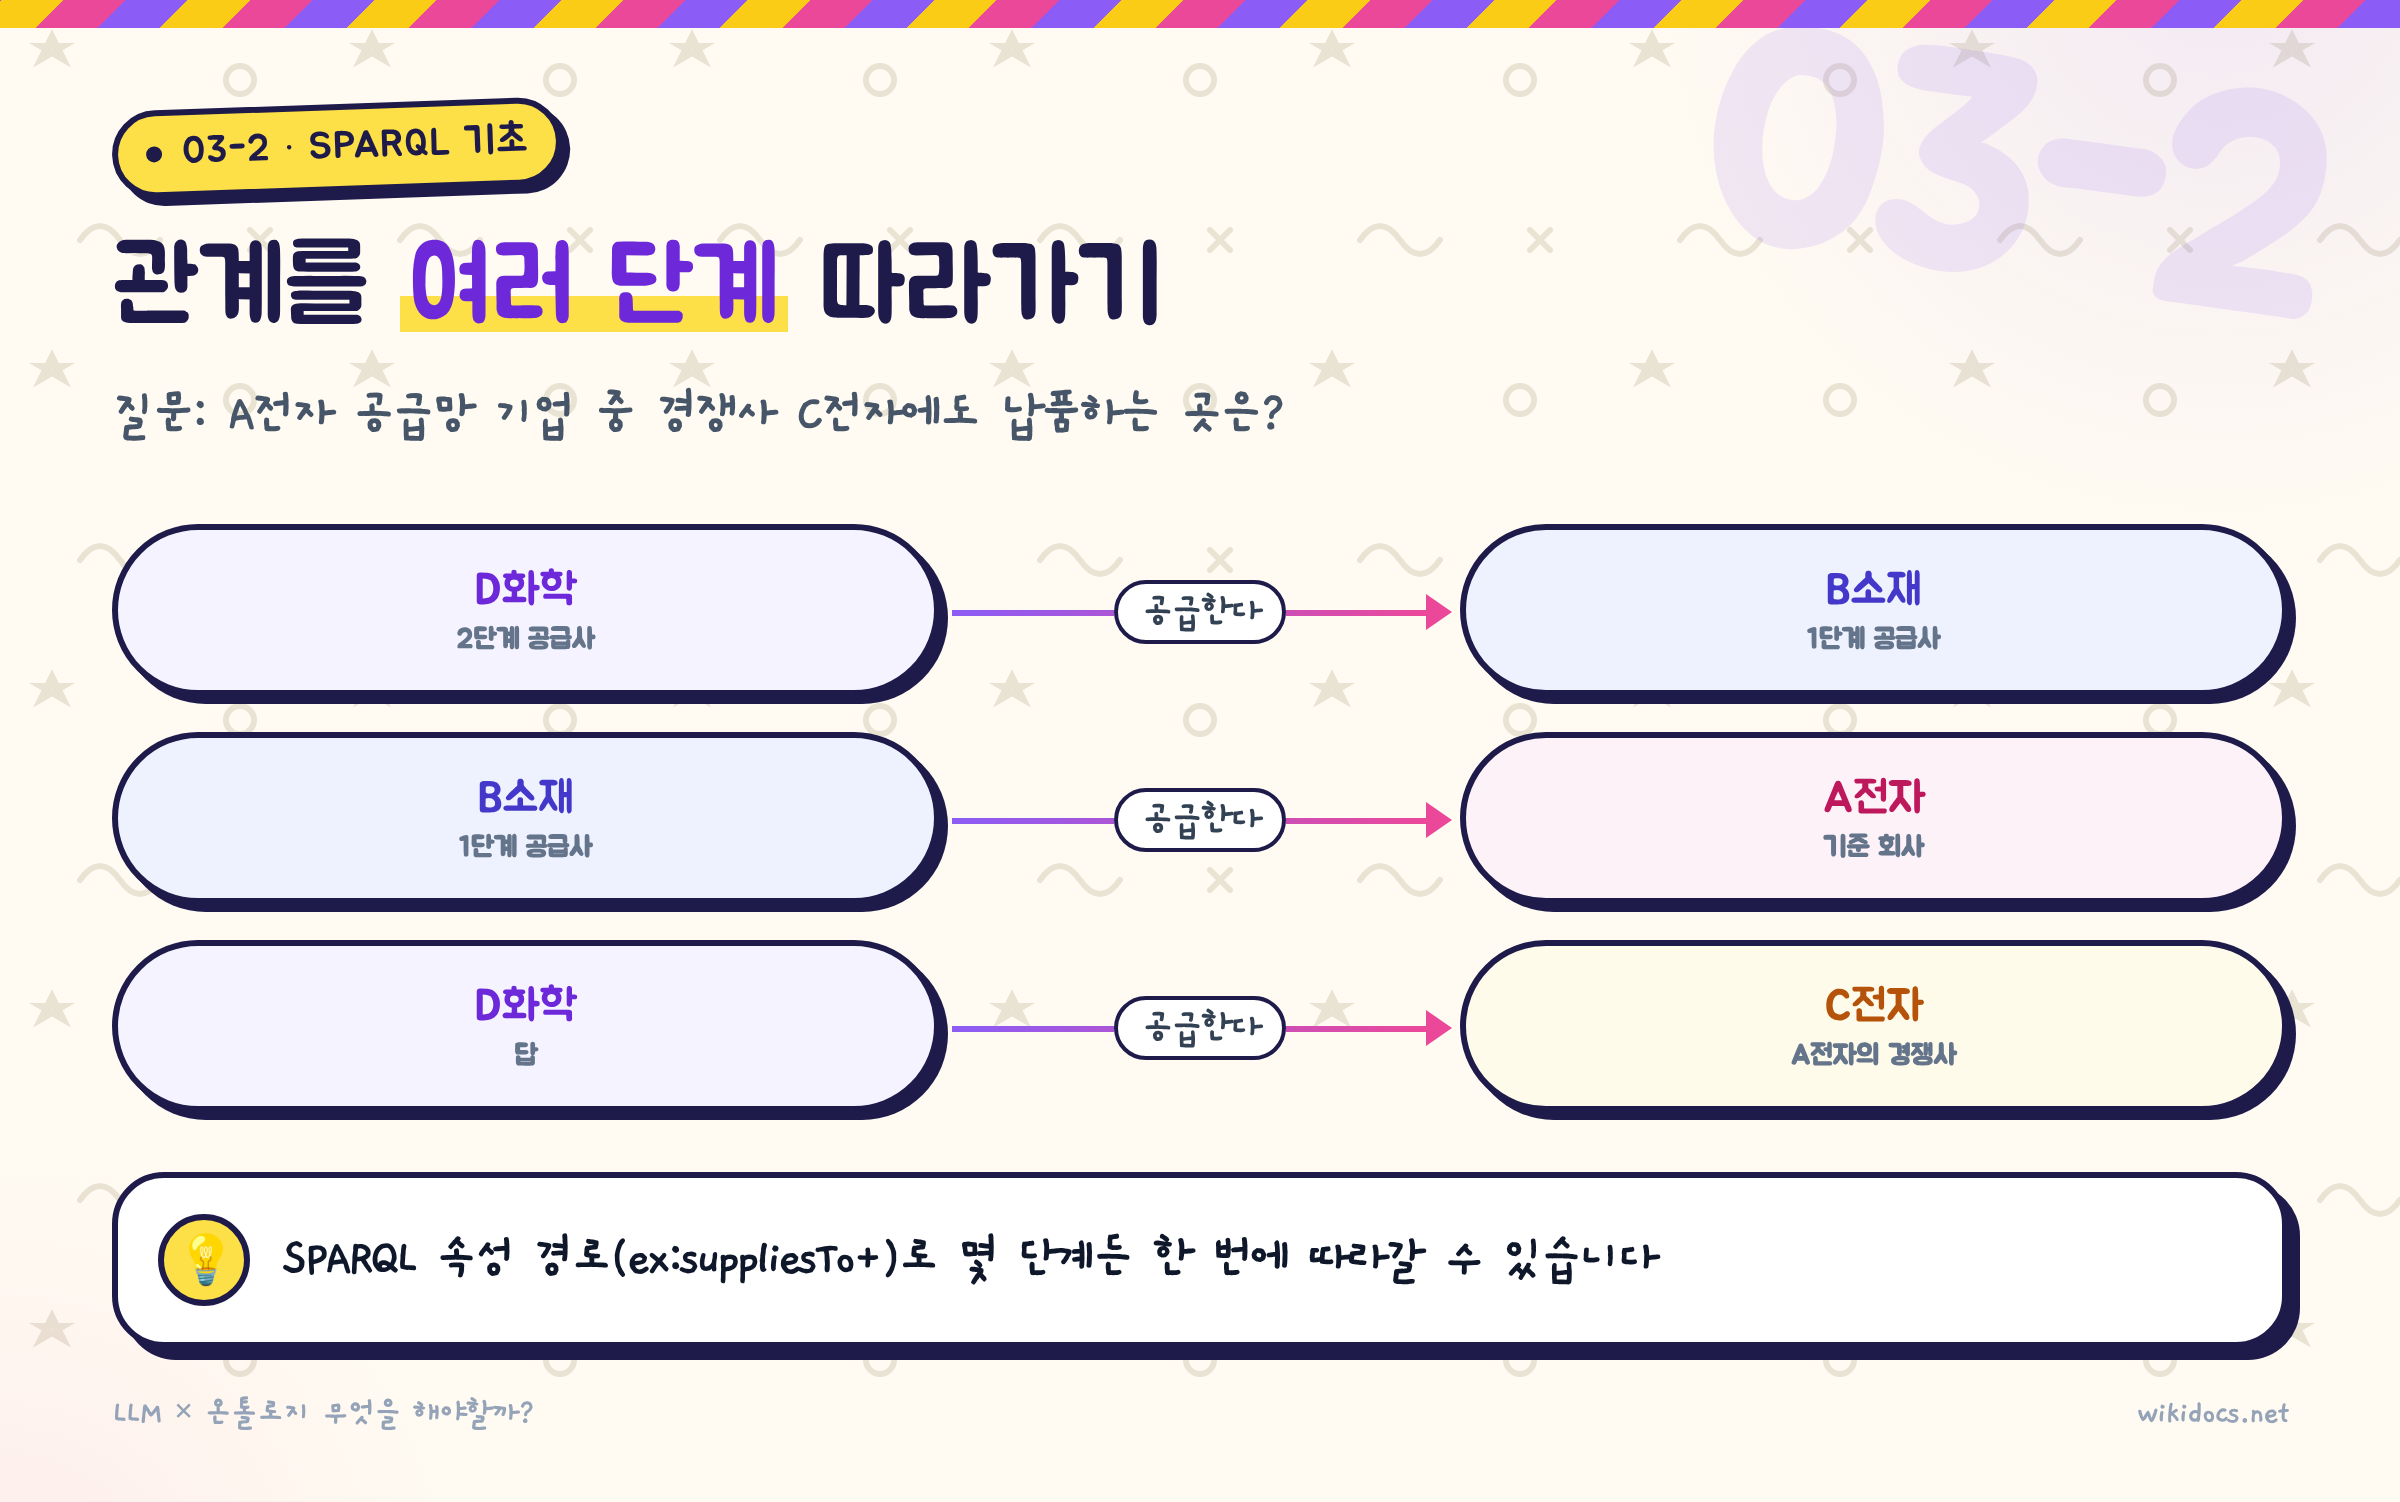 03-2
• 03-2 · SPARQL 기초
관계를 여러 단계 따라가기
질문: A전자 공급망 기업 중 경쟁사 C전자에도 납품하는 곳은?
D화학
2단계 공급사
공급한다
B소재
1단계 공급사
B소재
1단계 공급사
공급한다
A전자
기준 회사
D화학
답
공급한다
C전자
A전자의 경쟁사
💡 SPARQL 속성 경로(ex:suppliesTo+)로 몇 단계든 한 번에 따라갈 수 있습니다
LLM × 온톨로지 무엇을 해야할까?
wikidocs.net